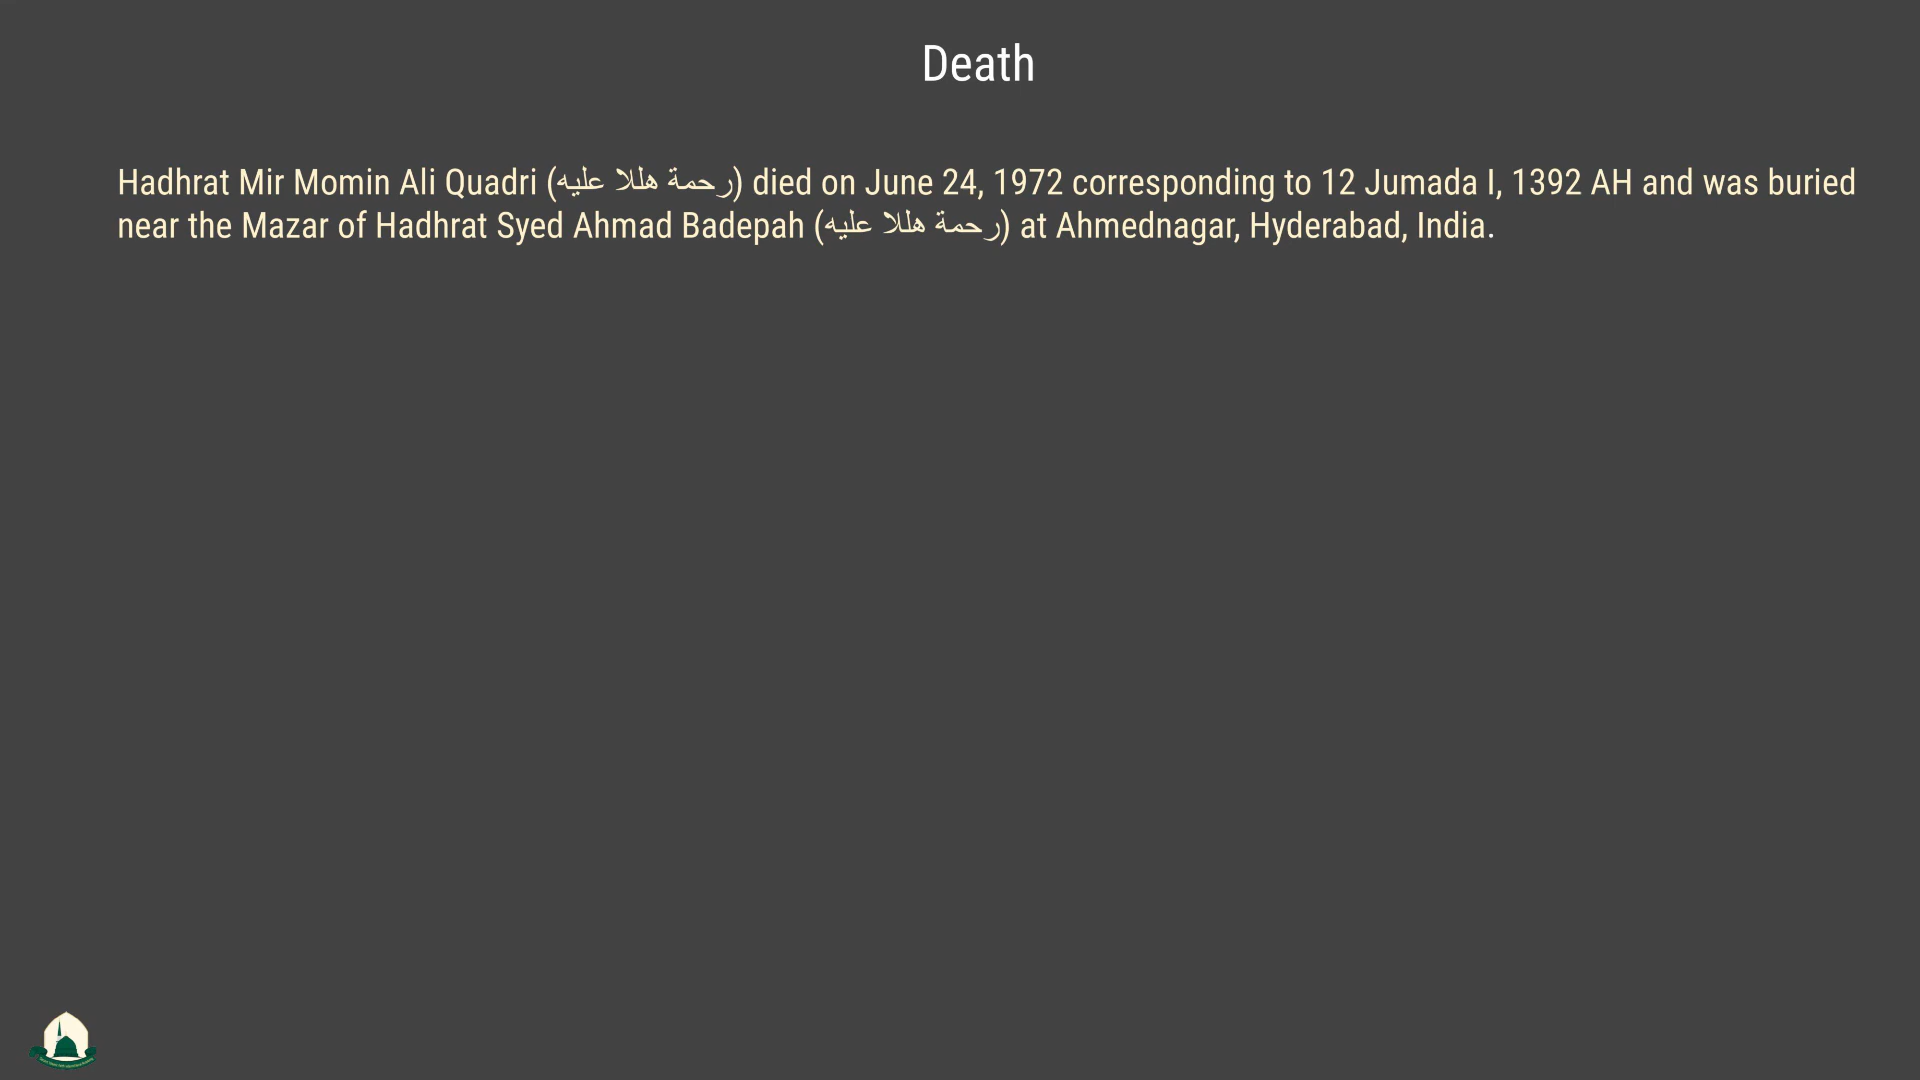 Death
Hadhrat Mir Momin Ali Quadri (رحمة هللا عليه) died on June 24, 1972 corresponding to 12 Jumada I, 1392 AH and was buried
near the Mazar of Hadhrat Syed Ahmad Badepah (رحمة هللا عليه) at Ahmednagar, Hyderabad, India.